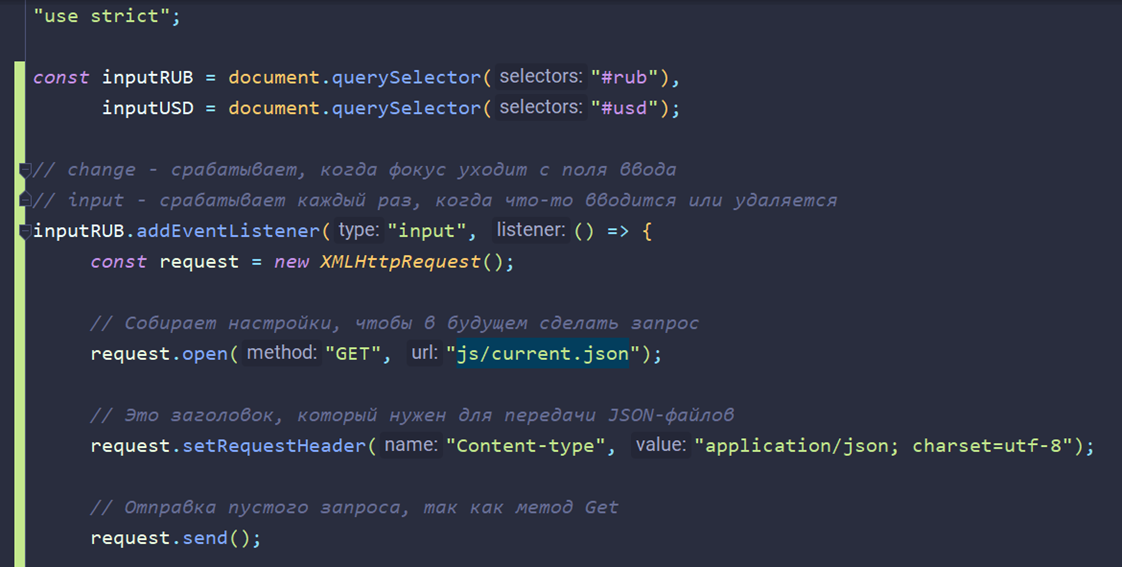 "use strict";
const inputRUB = document.querySelector( selectors: "#rub"),
inputUSD = document.querySelector( selectors: "#usd");
// change - срабатывает, когда фокус уходит с поля ввода
// input - срабатывает каждый раз, когда что-то вводится или удаляется
inputRUB.addEventListener( type: "input", listener: () => {
const request = new XMLHttpRequest();
// Собирает настройки, чтобы в будущем сделать запрос
request.open( method: "GET", url: "js/current.json");
// Это заголовок, который нужен для передачи JSON-файлов
request.setRequestHeader( name: "Content-type", value: "application/json; charset=utf-8");
// Отправка пустого запроса, так как метод Get
request.send();